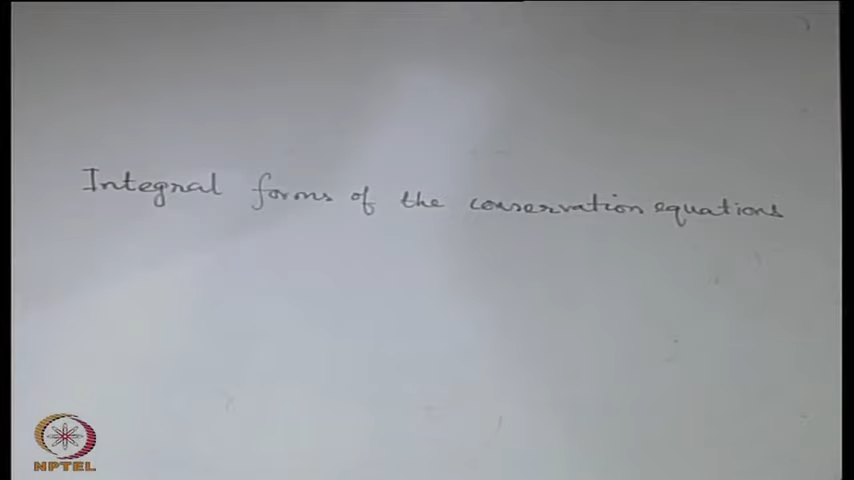 Integral forms of the conservation equations
NPTEL